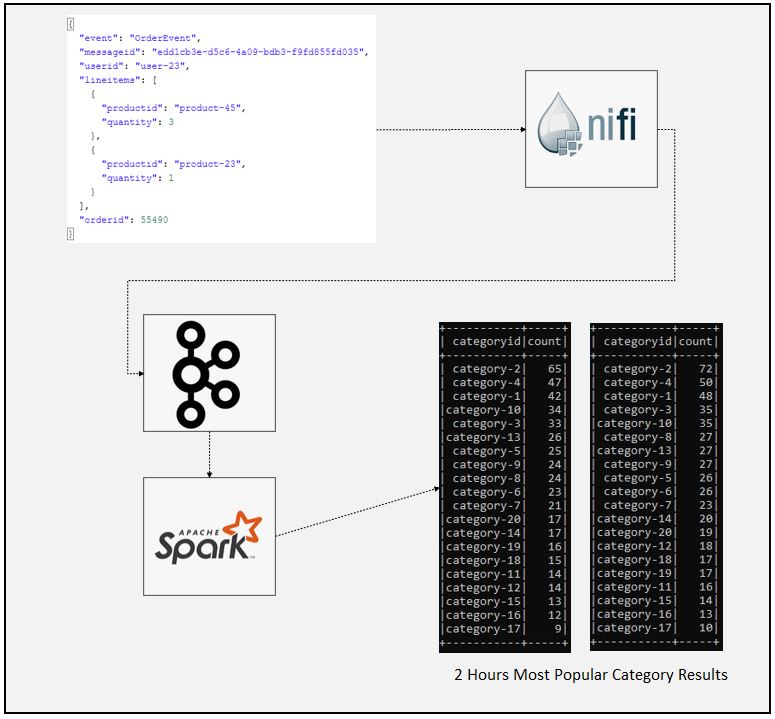 {
"event": "OrderEvent",
"messageid": "edd1cb3e-d5c6-4a09-bdb3-f9fd855fd035",
"userid": "user-23",
"lineitems": [
{
"productid": "product-45",
"quantity": 3
},
{
"productid": "product-23",
"quantity": 1
}
],
"orderid": 55490
}
nifi
APACHE
Spark
TM
+-----------+-----+
| categoryid|count|
+-----------+-----+
| category-2| 65|
| category-4| 47|
| category-1| 42|
|category-10| 34|
| category-3| 33|
|category-13| 26|
| category-5| 25|
| category-9| 24|
| category-8| 24|
| category-6| 23|
| category-7| 21|
|category-20| 17|
|category-14| 17|
|category-19| 16|
|category-18| 15|
|category-11| 14|
|category-12| 14|
|category-15| 13|
|category-16| 12|
|category-17| 9|
+-----------+-----+
+-----------+-----+
| categoryid|count|
+-----------+-----+
| category-2| 72|
| category-4| 50|
| category-1| 48|
| category-3| 35|
|category-10| 35|
| category-8| 27|
|category-13| 27|
| category-9| 27|
| category-5| 26|
| category-6| 26|
| category-7| 23|
|category-14| 20|
|category-20| 19|
|category-12| 18|
|category-18| 17|
|category-19| 17|
|category-11| 16|
|category-15| 14|
|category-16| 13|
|category-17| 10|
+-----------+-----+
2 Hours Most Popular Category Results